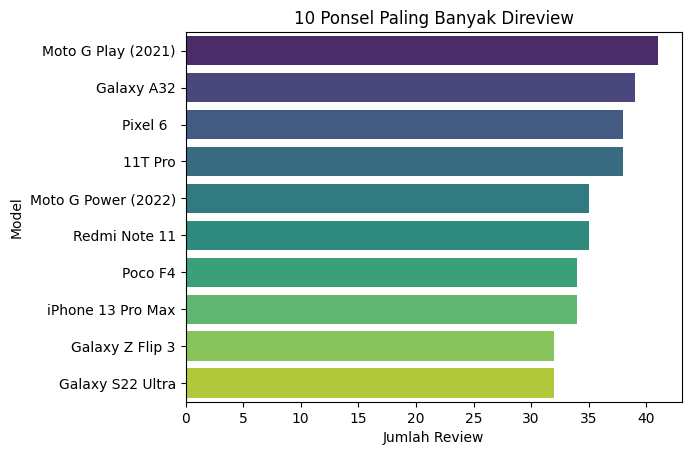 10 Ponsel Paling Banyak Direview
Model
Moto G Play (2021)
Galaxy A32
Pixel 6
11T Pro
Moto G Power (2022)
Redmi Note 11
Poco F4
iPhone 13 Pro Max
Galaxy Z Flip 3
Galaxy S22 Ultra
0 5 10 15 20 25 30 35 40
Jumlah Review